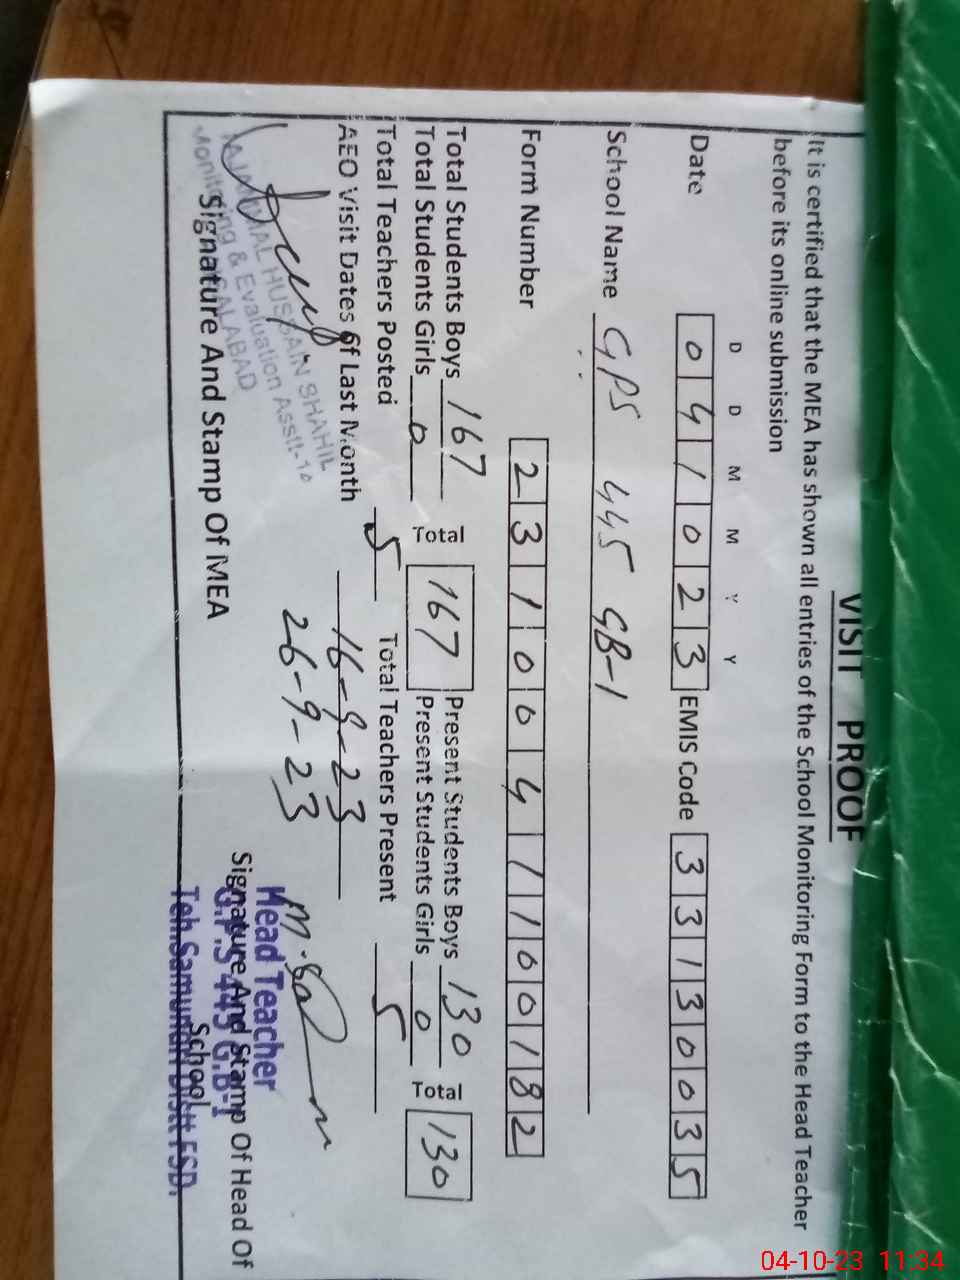 VISIT PROOF
It is certified that the MEA has shown all entries of the School Monitoring Form to the Head Teacher
before its online submission
D D M M Y Y
Date 0 4 1 0 2 3 EMIS Code 3 3 1 3 0 0 3 5
School Name GPS 445 GB-1
Form Number 2 3 1 0 0 4 1 1 0 0 1 8 2
Total Students Boys 167 Total 167 Present Students Boys 130 Total 130
Total Students Girls 0 Present Students Girls 0
Total Teachers Posted 5 Total Teachers Present 5
AEO Visit Dates of Last Month 16-9-23
26-9-23
HUSSAIN SHAHIL
Monitoring & Evaluation Asstt-10
Signature And Stamp Of MEA
Head Teacher
G.P.S 445 G.B-1
Teh.Samundri Distt FSD.
Signature And Stamp Of Head Of
School
04-10-23 11:34